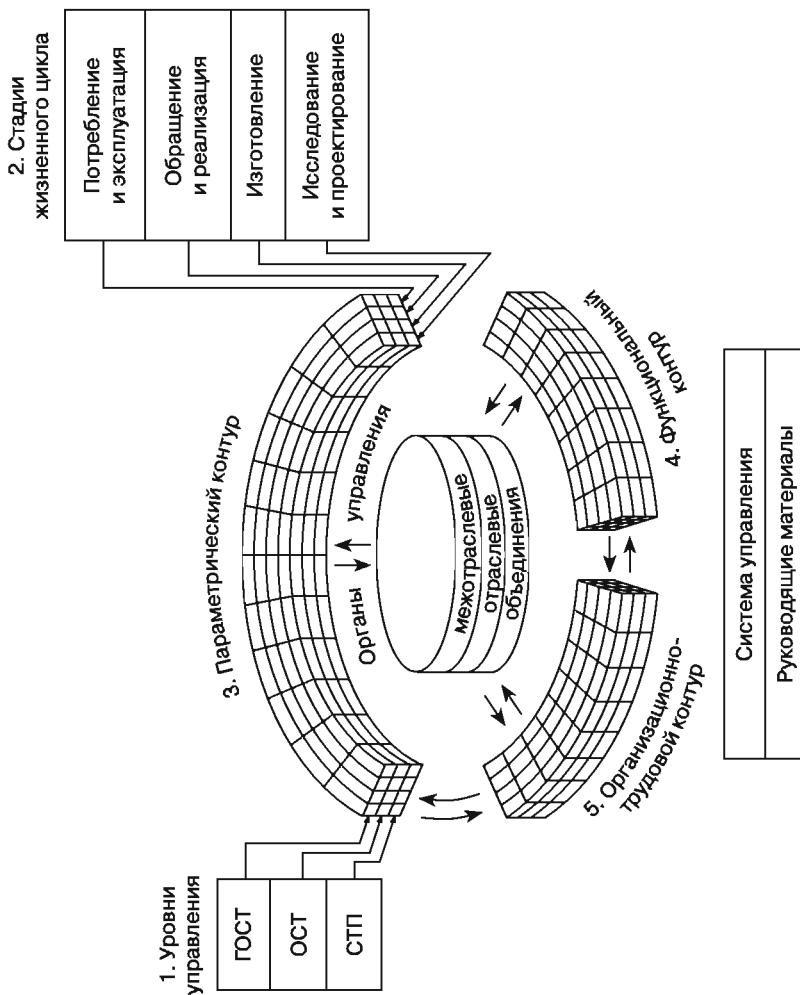 1. Уровни
управления
ГОСТ
ОСТ
СТП
2. Стадии
жизненного цикла
Потребление
и эксплуатация
Обращение
и реализация
Изготовление
Исследование
и проектирование
3. Параметрический контур
Органы управления
межотраслевые
отраслевые
объединения
4. Функциональный
контур
5. Организационно-
трудовой контур
Система управления
Руководящие материалы